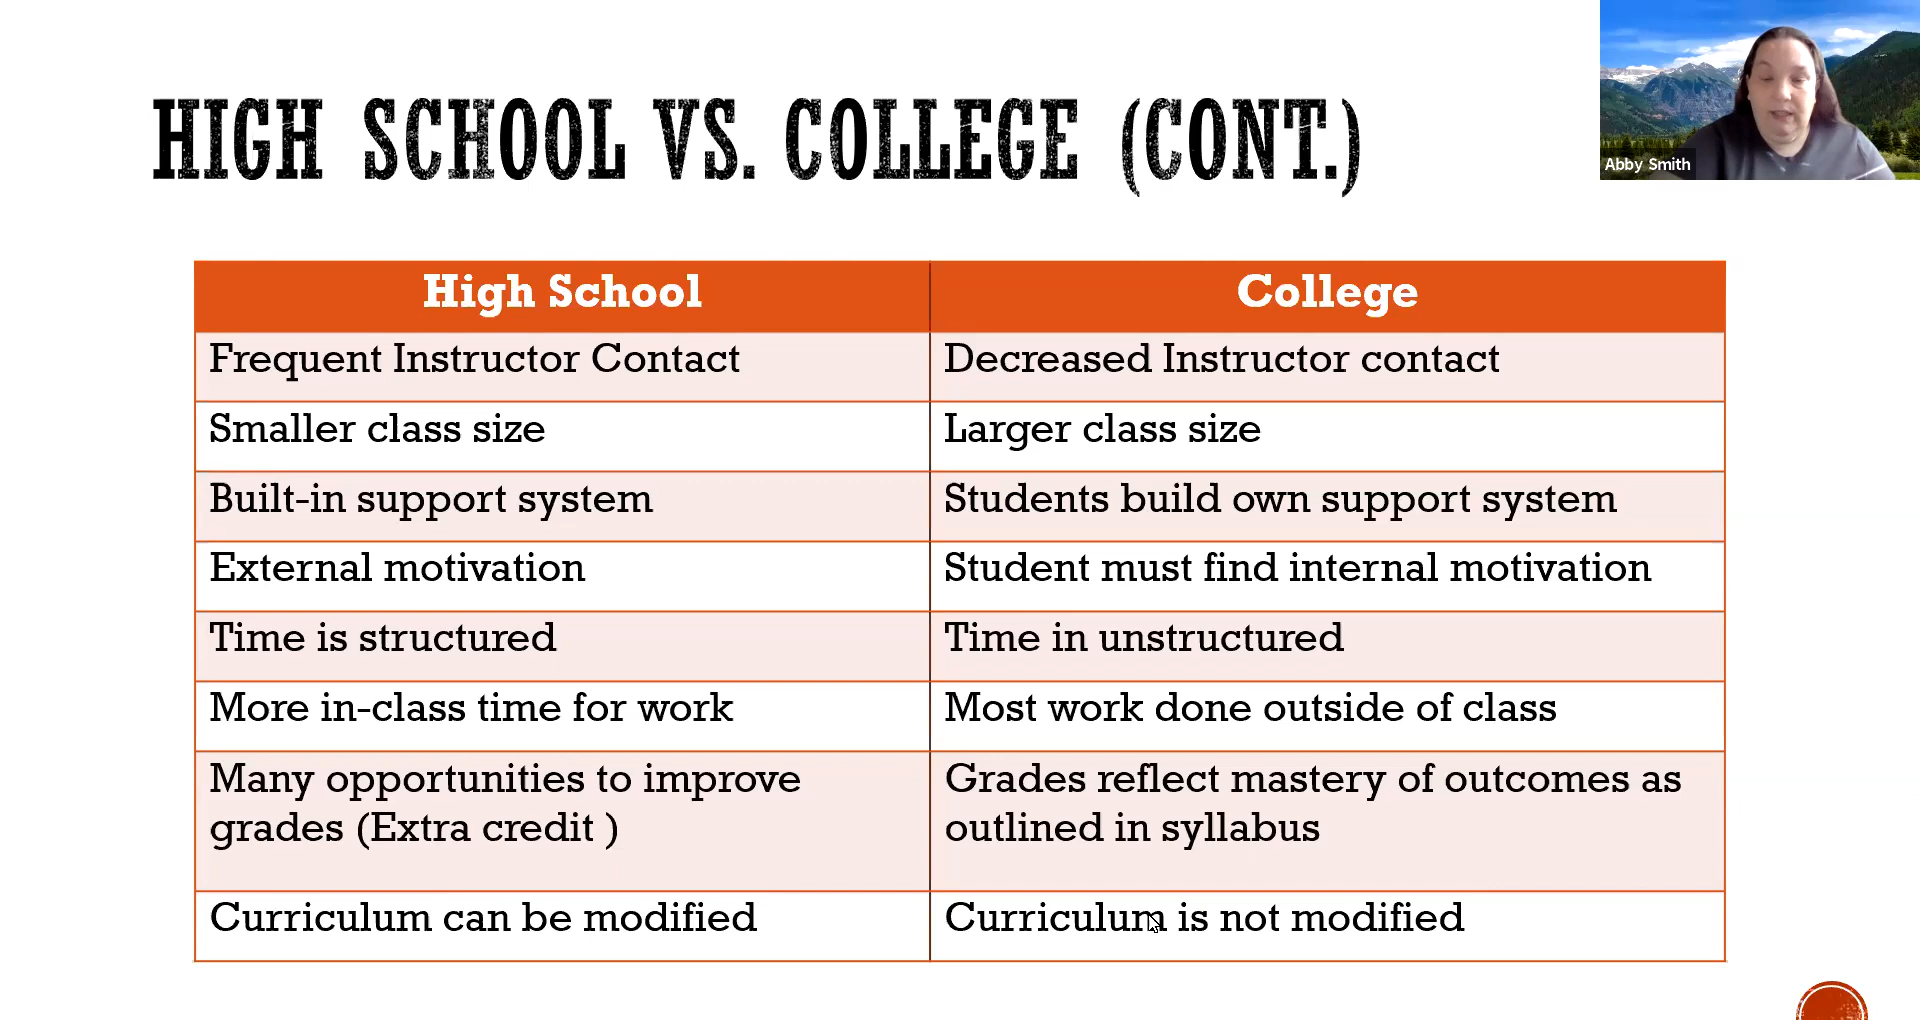 HIGH SCHOOL VS. COLLEGE (CONT.)
Abby Smith
High School
College
Frequent Instructor Contact
Decreased Instructor contact
Smaller class size
Larger class size
Built-in support system
Students build own support system
External motivation
Student must find internal motivation
Time is structured
Time in unstructured
More in-class time for work
Most work done outside of class
Many opportunities to improve
grades (Extra credit )
Grades reflect mastery of outcomes as
outlined in syllabus
Curriculum can be modified
Curriculum is not modified